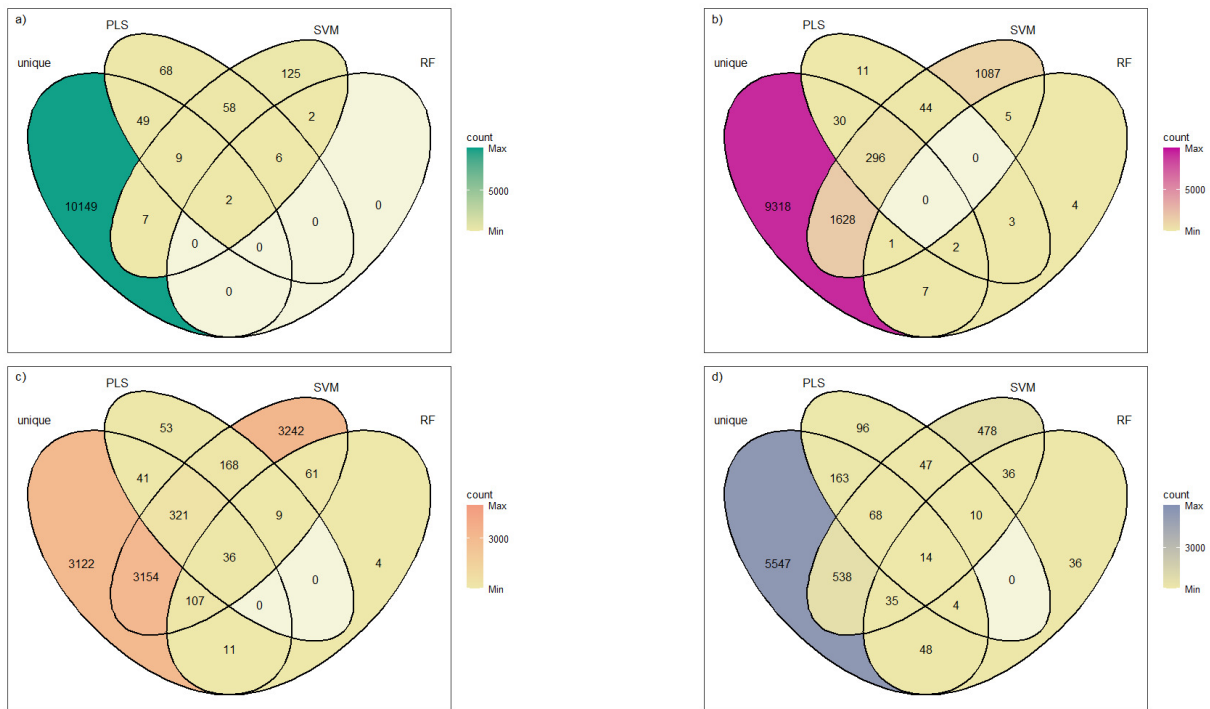 a)
PLS
SVM
unique
RF
68
125
49
58
2
9
6
10149
7
2
0
0
0
0
0
count
Max
5000
Min
b)
PLS
SVM
unique
RF
11
1087
30
44
5
296
0
9318
1628
0
3
4
1
2
7
count
Max
5000
Min
c)
PLS
SVM
unique
RF
53
3242
41
168
61
321
9
3122
3154
36
0
4
107
0
11
count
Max
3000
Min
d)
PLS
SVM
unique
RF
96
478
163
47
36
68
10
5547
538
14
0
36
35
4
48
count
Max
3000
Min